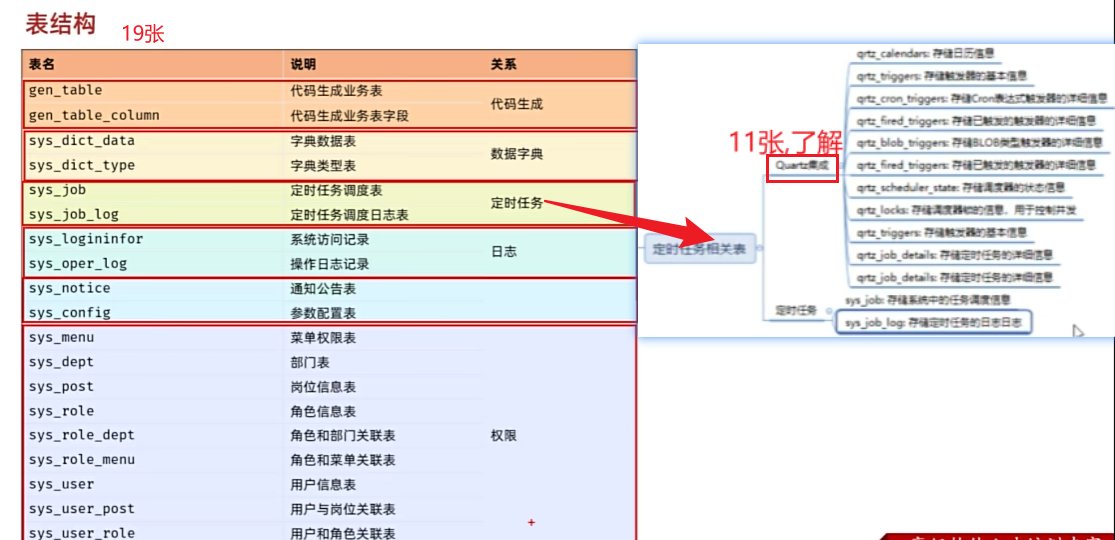 表结构
19张
表名 说明 关系
gen_table 代码生成业务表
代码生成
gen_table_column 代码生成业务表字段
sys_dict_data 字典数据表
数据字典
sys_dict_type 字典类型表
sys_job 定时任务调度表
定时任务
sys_job_log 定时任务调度日志表
sys_logininfor 系统访问记录
日志
sys_oper_log 操作日志记录
sys_notice 通知公告表
sys_config 参数配置表
sys_menu 菜单权限表
sys_dept 部门表
sys_post 岗位信息表
sys_role 角色信息表
sys_role_dept 角色和部门关联表
权限
sys_role_menu 角色和菜单关联表
sys_user 用户信息表
sys_user_post 用户与岗位关联表
sys_user_role 用户和角色关联表
定时任务相关表
11张,了解
Quartz集成
qrtz_calendars: 存储日历信息
qrtz_triggers: 存储触发器的基本信息
qrtz_cron_triggers: 存储Cron表达式触发器的详细信息
qrtz_fired_triggers: 存储已触发的触发器的详细信息
qrtz_blob_triggers: 存储BLOB类型触发器的详细信息
qrtz_fired_triggers: 存储已触发的触发器的详细信息
qrtz_scheduler_state: 存储调度器的状态信息
qrtz_locks: 存储调度器锁的信息，用于控制并发
qrtz_triggers: 存储触发器的基本信息
qrtz_job_details: 存储定时任务的详细信息
qrtz_job_details: 存储定时任务的详细信息
定时任务
sys_job: 存储系统中的任务调度信息
sys_job_log: 存储定时任务的日志日志